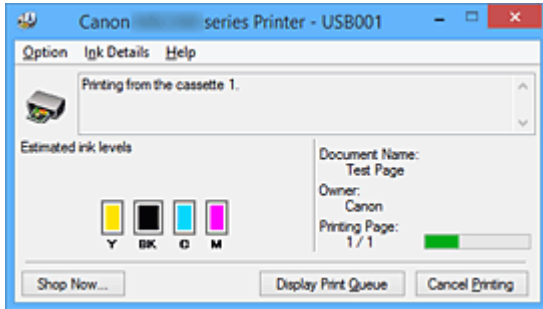 Canon series Printer - USB001
Option Ink Details Help
Printing from the cassette 1.
Estimated ink levels
Document Name:
Test Page
Owner:
Canon
Printing Page:
1 / 1
Y BK C M
Shop Now... Display Print Queue Cancel Printing